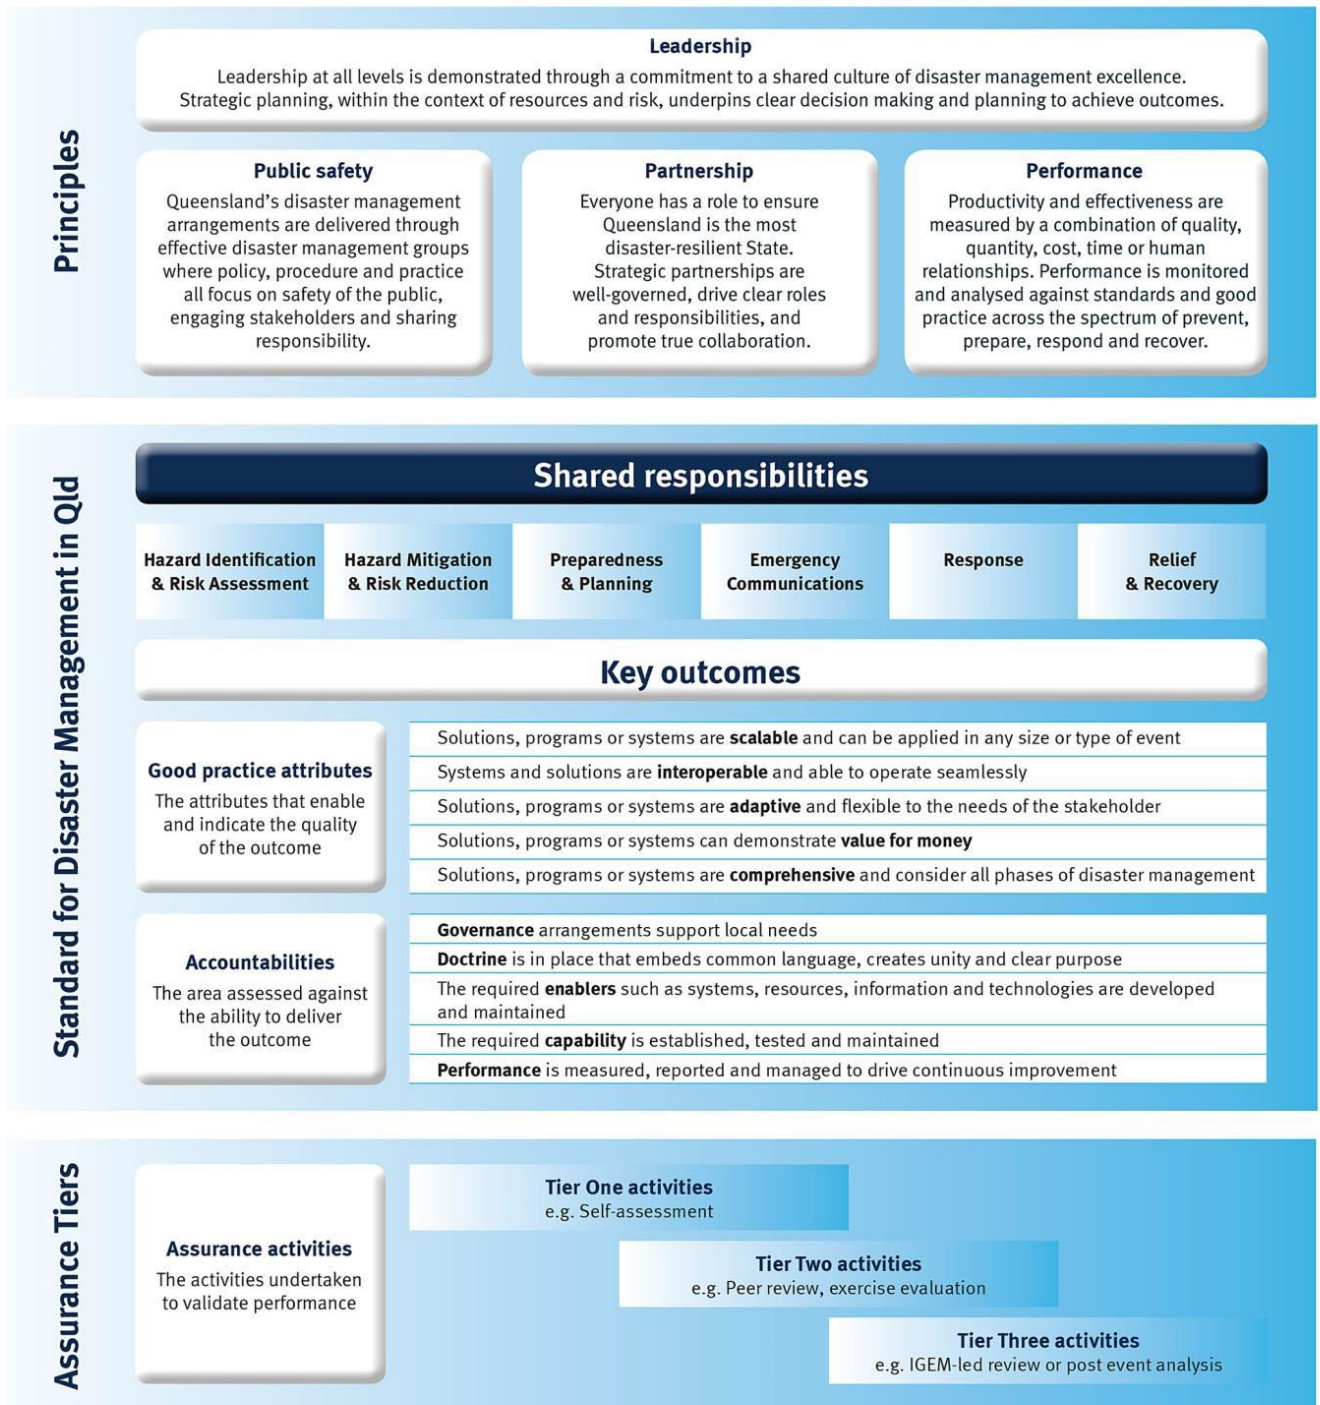 Principles
Leadership
Leadership at all levels is demonstrated through a commitment to a shared culture of disaster management excellence.
Strategic planning, within the context of resources and risk, underpins clear decision making and planning to achieve outcomes.
Public safety
Queensland's disaster management
arrangements are delivered through
effective disaster management groups
where policy, procedure and practice
all focus on safety of the public,
engaging stakeholders and sharing
responsibility.
Partnership
Everyone has a role to ensure
Queensland is the most
disaster-resilient State.
Strategic partnerships are
well-governed, drive clear roles
and responsibilities, and
promote true collaboration.
Performance
Productivity and effectiveness are
measured by a combination of quality,
quantity, cost, time or human
relationships. Performance is monitored
and analysed against standards and good
practice across the spectrum of prevent,
prepare, respond and recover.
Standard for Disaster Management in Qld
Shared responsibilities
Hazard Identification
& Risk Assessment
Hazard Mitigation
& Risk Reduction
Preparedness
& Planning
Emergency
Communications
Response
Relief
& Recovery
Key outcomes
Good practice attributes
The attributes that enable
and indicate the quality
of the outcome
Solutions, programs or systems are scalable and can be applied in any size or type of event
Systems and solutions are interoperable and able to operate seamlessly
Solutions, programs or systems are adaptive and flexible to the needs of the stakeholder
Solutions, programs or systems can demonstrate value for money
Solutions, programs or systems are comprehensive and consider all phases of disaster management
Accountabilities
The area assessed against
the ability to deliver
the outcome
Governance arrangements support local needs
Doctrine is in place that embeds common language, creates unity and clear purpose
The required enablers such as systems, resources, information and technologies are developed
and maintained
The required capability is established, tested and maintained
Performance is measured, reported and managed to drive continuous improvement
Assurance Tiers
Assurance activities
The activities undertaken
to validate performance
Tier One activities
e.g. Self-assessment
Tier Two activities
e.g. Peer review, exercise evaluation
Tier Three activities
e.g. IGEM-led review or post event analysis